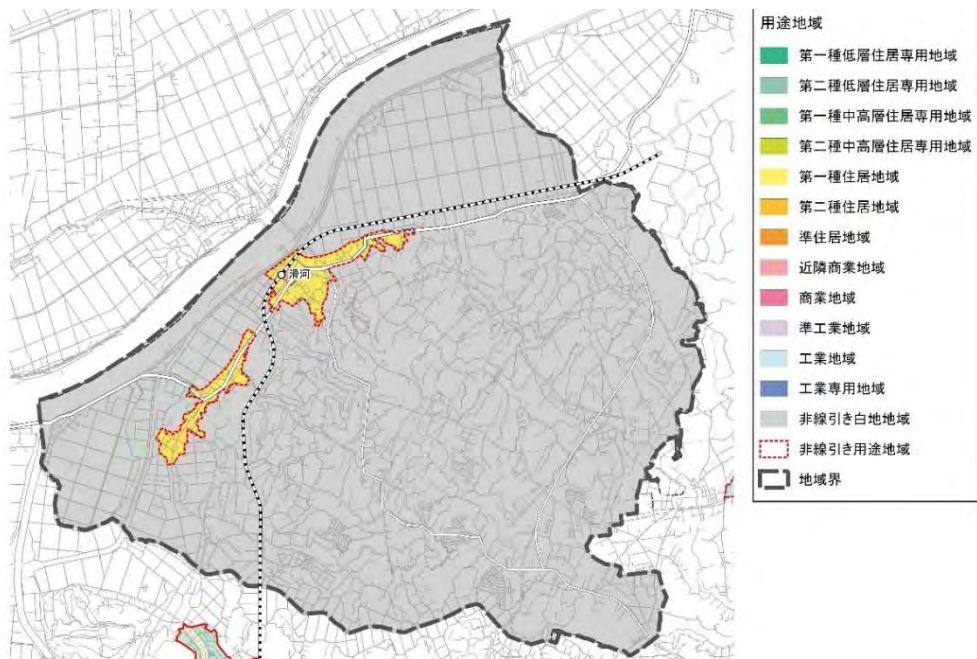 滑河
用途地域
第一種低層住居専用地域
第二種低層住居専用地域
第一種中高層住居専用地域
第二種中高層住居専用地域
第一種住居地域
第二種住居地域
準住居地域
近隣商業地域
商業地域
準工業地域
工業地域
工業専用地域
非線引き白地地域
非線引き用途地域
地域界